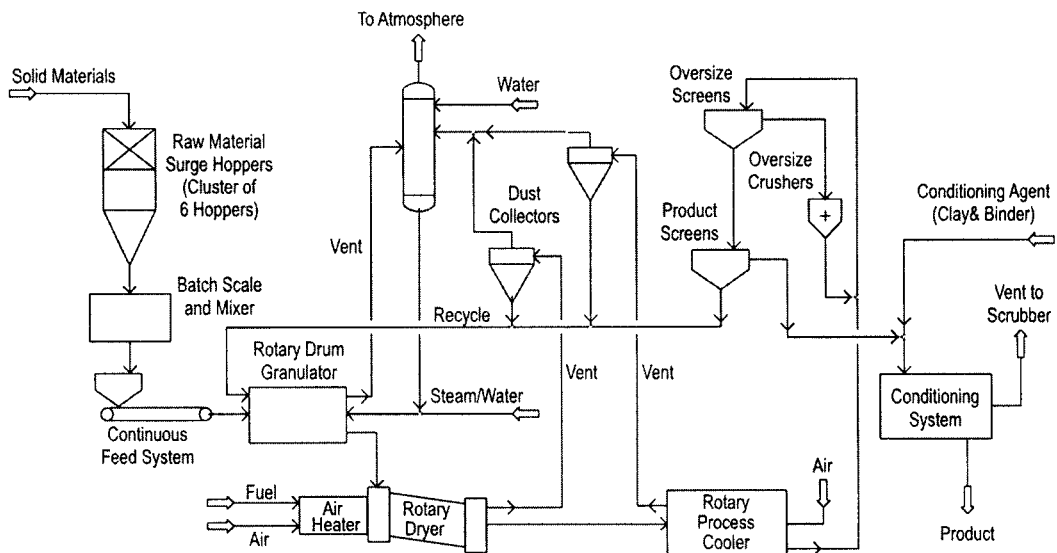 To Atmosphere
Solid Materials
Raw Material
Surge Hoppers
(Cluster of
6 Hoppers)
Batch Scale
and Mixer
Continuous
Feed System
Water
Vent
Dust
Collectors
Recycle
Rotary Drum
Granulator
Steam/Water
Fuel
Air
Air
Heater
Rotary
Dryer
Vent
Vent
Oversize
Screens
Oversize
Crushers
+
Product
Screens
Rotary
Process
Cooler
Air
Conditioning Agent
(Clay& Binder)
Vent to
Scrubber
Conditioning
System
Product